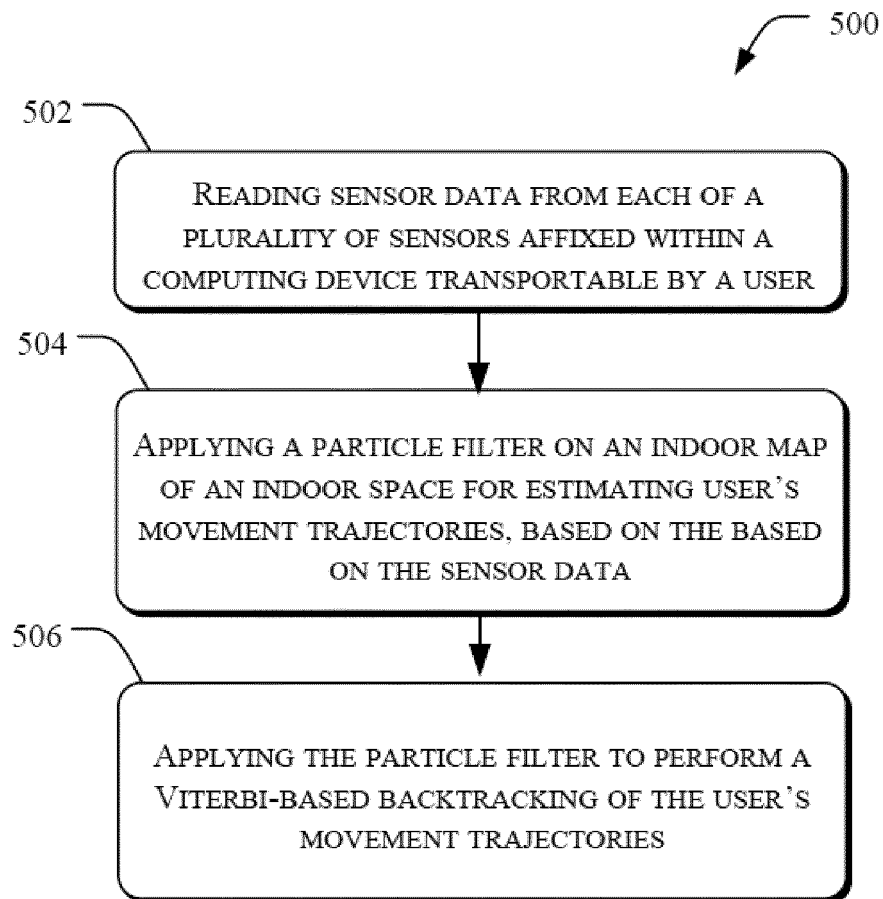 500
502
READING SENSOR DATA FROM EACH OF A
PLURALITY OF SENSORS AFFIXED WITHIN A
COMPUTING DEVICE TRANSPORTABLE BY A USER
504
APPLYING A PARTICLE FILTER ON AN INDOOR MAP
OF AN INDOOR SPACE FOR ESTIMATING USER’S
MOVEMENT TRAJECTORIES, BASED ON THE BASED
ON THE SENSOR DATA
506
APPLYING THE PARTICLE FILTER TO PERFORM A
VITERBI-BASED BACKTRACKING OF THE USER’S
MOVEMENT TRAJECTORIES